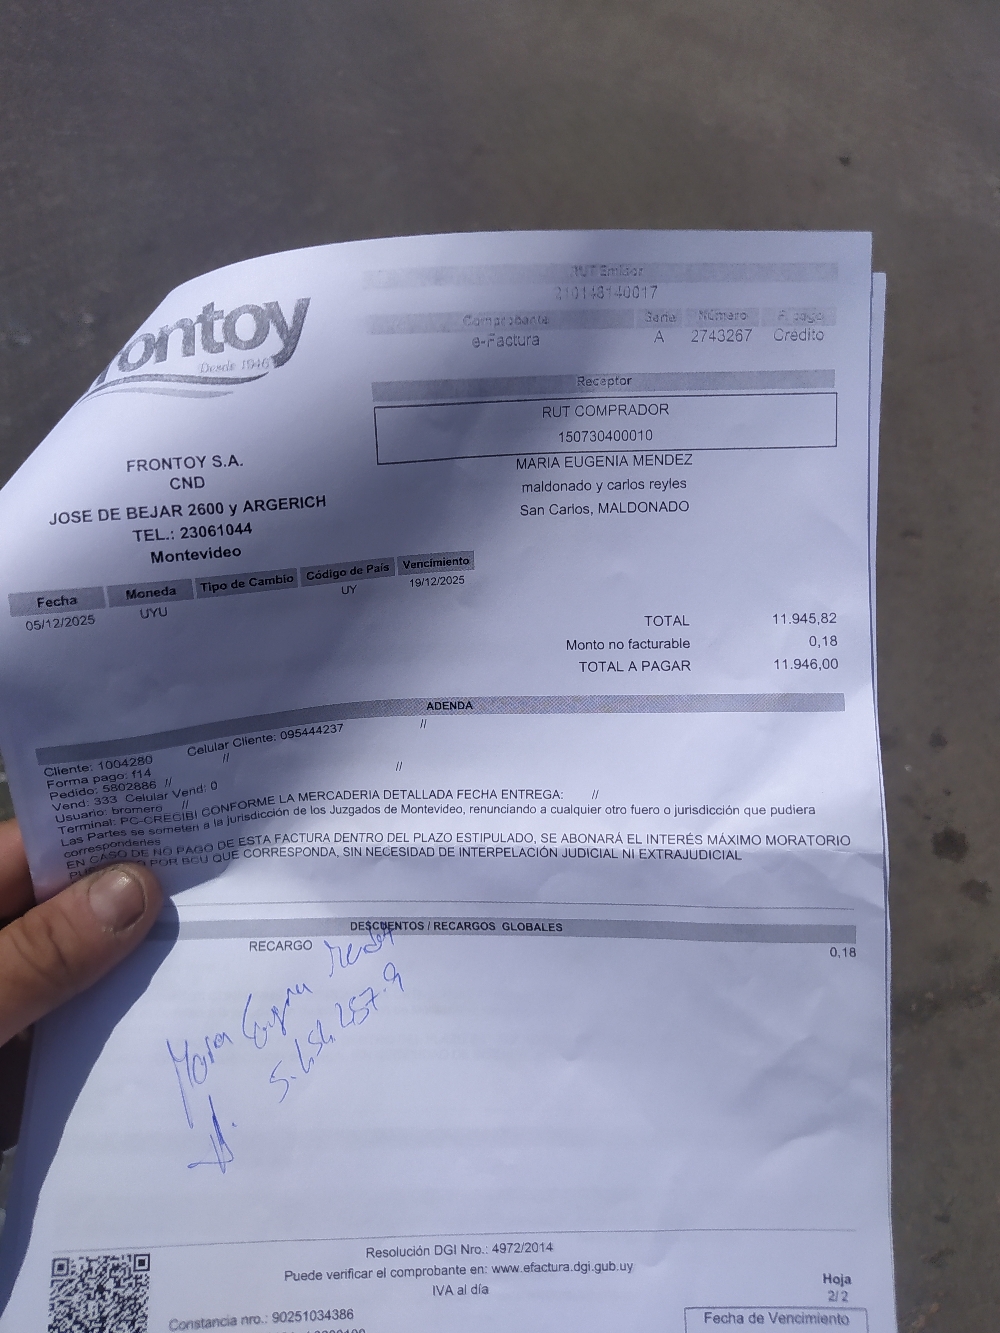 RUT Emisor
210148140017
Comprobante Serie Número F. pago
e-Factura A 2743267 Crédito
ontoy
Desde 1946
Receptor
RUT COMPRADOR
150730400010
MARIA EUGENIA MENDEZ
maldonado y carlos reyles
San Carlos, MALDONADO
FRONTOY S.A.
CND
JOSE DE BEJAR 2600 y ARGERICH
TEL.: 23061044
Montevideo
Fecha Moneda Tipo de Cambio Código de País Vencimiento
05/12/2025 UYU UY 19/12/2025
TOTAL 11.945,82
Monto no facturable 0,18
TOTAL A PAGAR 11.946,00
ADENDA
Cliente: 1004280 Celular Cliente: 095444237 //
Forma pago: f14 //
Pedido: 5802886 // //
Vend: 333 Celular Vend: 0
Usuario: bromero //
Terminal: PC-CRECIBI CONFORME LA MERCADERIA DETALLADA FECHA ENTREGA: //
Las Partes se someten a la jurisdicción de los Juzgados de Montevideo, renunciando a cualquier otro fuero o jurisdicción que pudiera
corresponderles
EN CASO DE NO PAGO DE ESTA FACTURA DENTRO DEL PLAZO ESTIPULADO, SE ABONARÁ EL INTERÉS MÁXIMO MORATORIO
POR BCU QUE CORRESPONDA, SIN NECESIDAD DE INTERPELACIÓN JUDICIAL NI EXTRAJUDICIAL
DESCUENTOS / RECARGOS GLOBALES
RECARGO 0,18
Resolución DGI Nro.: 4972/2014
Puede verificar el comprobante en: www.efactura.dgi.gub.uy
IVA al día
Hoja
2/2
Constancia nro.: 90251034386
Fecha de Vencimiento